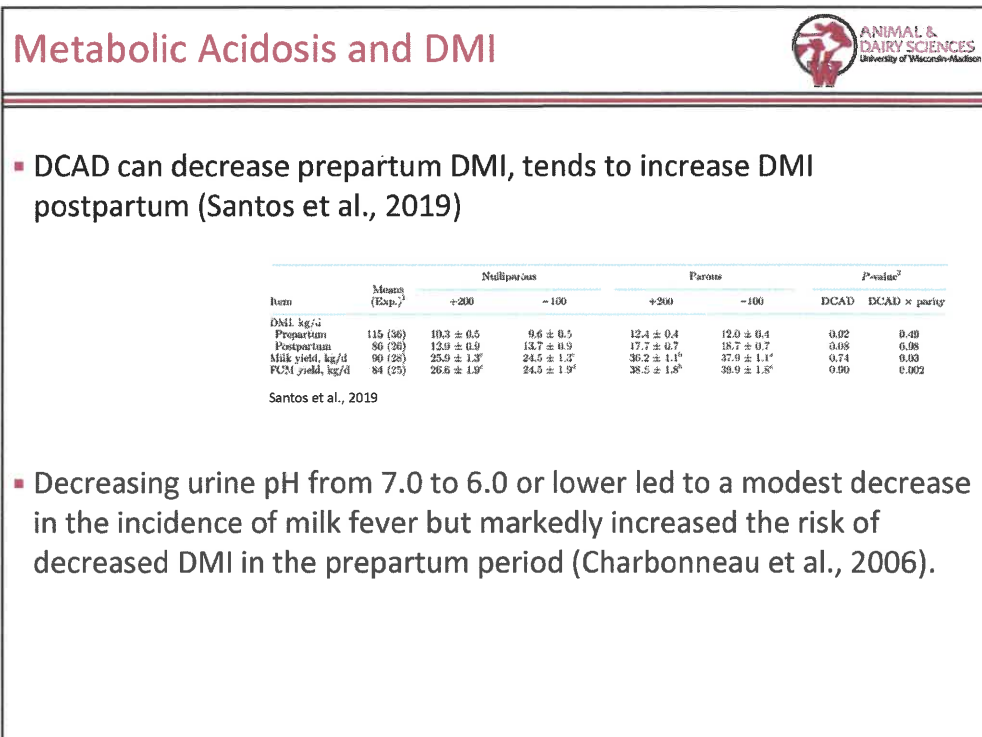 Metabolic Acidosis and DMI
ANIMAL &
DAIRY SCIENCES
University of Wisconsin-Madison
W
▪ DCAD can decrease prepartum DMI, tends to increase DMI
postpartum (Santos et al., 2019)
Nulliparous Parous P-value
Means
Item (Exp.) +200 −100 +200 −100 DCAD DCAD × parity
DMI, kg/d
Prepartum 115 (36) 10.3 ± 0.5 9.6 ± 0.5 12.4 ± 0.4 12.0 ± 0.4 0.02 0.49
Postpartum 86 (26) 12.9 ± 0.9 13.7 ± 0.9 17.7 ± 0.7 18.7 ± 0.7 0.08
Milk yield, kg/d 90 (28) 25.9 ± 1.3 24.5 ± 1.3 36.2 ± 1.1 37.9 ± 1.1 0.74 0.03
FCM yield, kg/d 84 (25) 26.6 ± 1.9 24.5 ± 1.9 38.5 ± 1.8 39.9 ± 1.8 0.90 0.002
Santos et al., 2019
▪ Decreasing urine pH from 7.0 to 6.0 or lower led to a modest decrease
in the incidence of milk fever but markedly increased the risk of
decreased DMI in the prepartum period (Charbonneau et al., 2006).